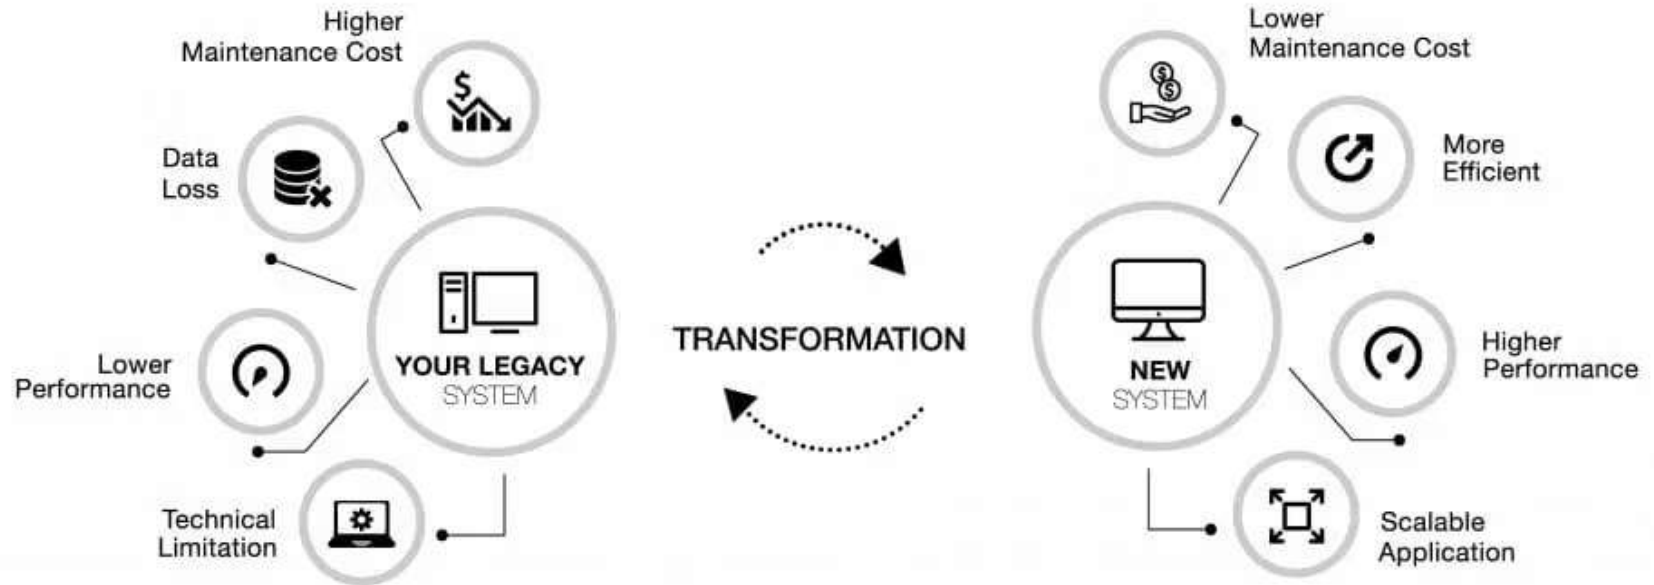 Higher
Maintenance Cost
Data
Loss
Lower
Performance
Technical
Limitation
YOUR LEGACY
SYSTEM
TRANSFORMATION
Lower
Maintenance Cost
More
Efficient
Higher
Performance
Scalable
Application
NEW
SYSTEM